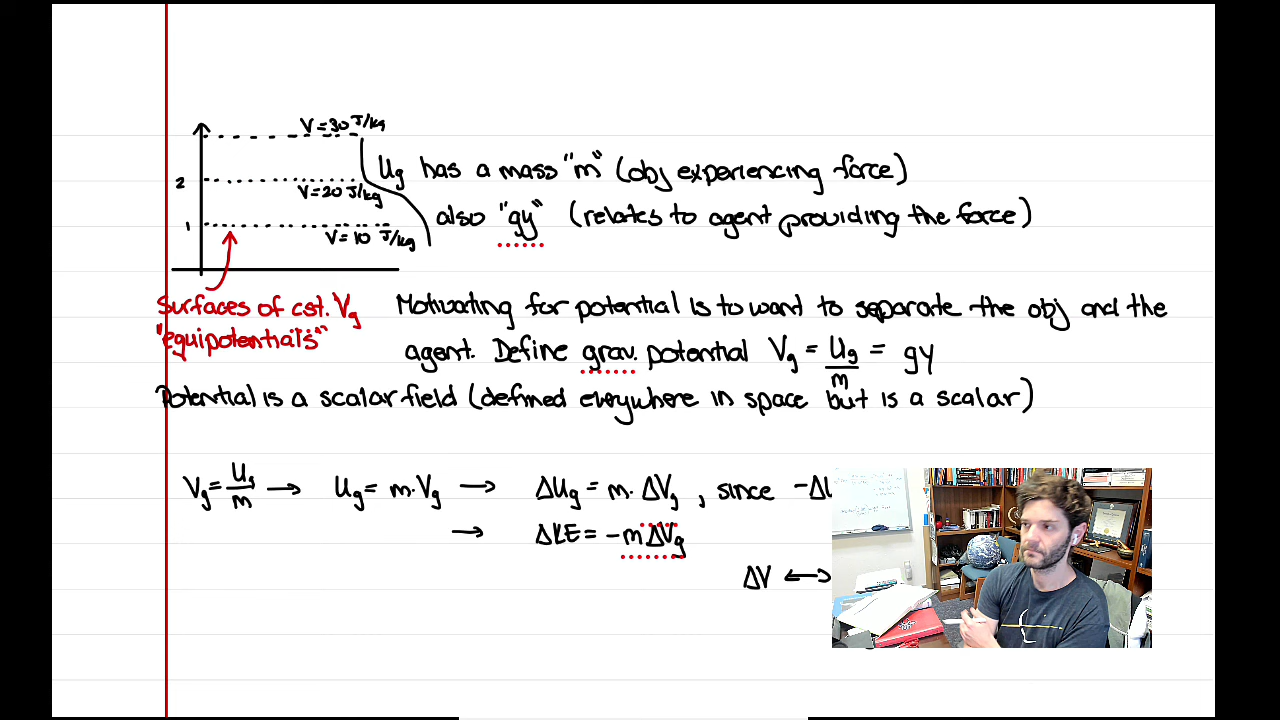 V = 30 J/kg
2
V = 20 J/kg
1
V = 10 J/kg
Ug has a mass "m" (obj experiencing force)
also "gy" (relates to agent providing the force)
Surfaces of cst. Vg
"equipotentials"
Motivating for potential is to want to separate the obj and the
agent. Define grav. potential Vg = Ug/m = gy
Potential is a scalar field (defined everywhere in space but is a scalar)
Vg = Ug/m → Ug = m·Vg → ΔUg = m·ΔVg, since -ΔU
→ ΔKE = -mΔVg
ΔV ↔